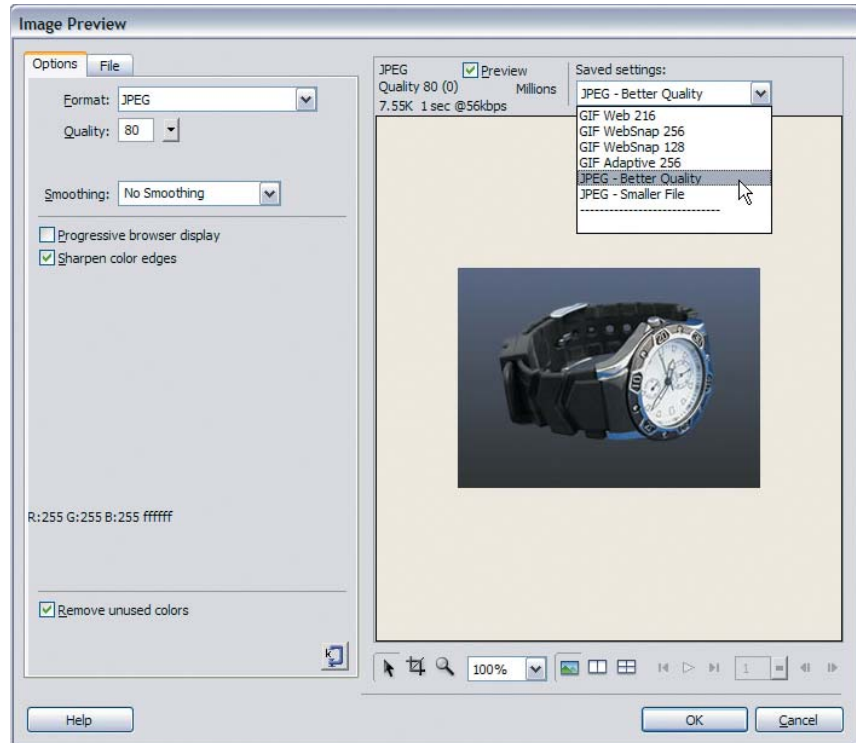 Image Preview
Options File
Format: JPEG
Quality: 80
Smoothing: No Smoothing
Progressive browser display
Sharpen color edges
R:255 G:255 B:255 ffffff
Remove unused colors
JPEG Preview
Quality 80 (0) Millions
7.55K 1 sec @56kbps
Saved settings:
JPEG - Better Quality
GIF Web 216
GIF WebSnap 256
GIF WebSnap 128
GIF Adaptive 256
JPEG - Better Quality
JPEG - Smaller File
----------------------------
100% 1
Help OK Cancel